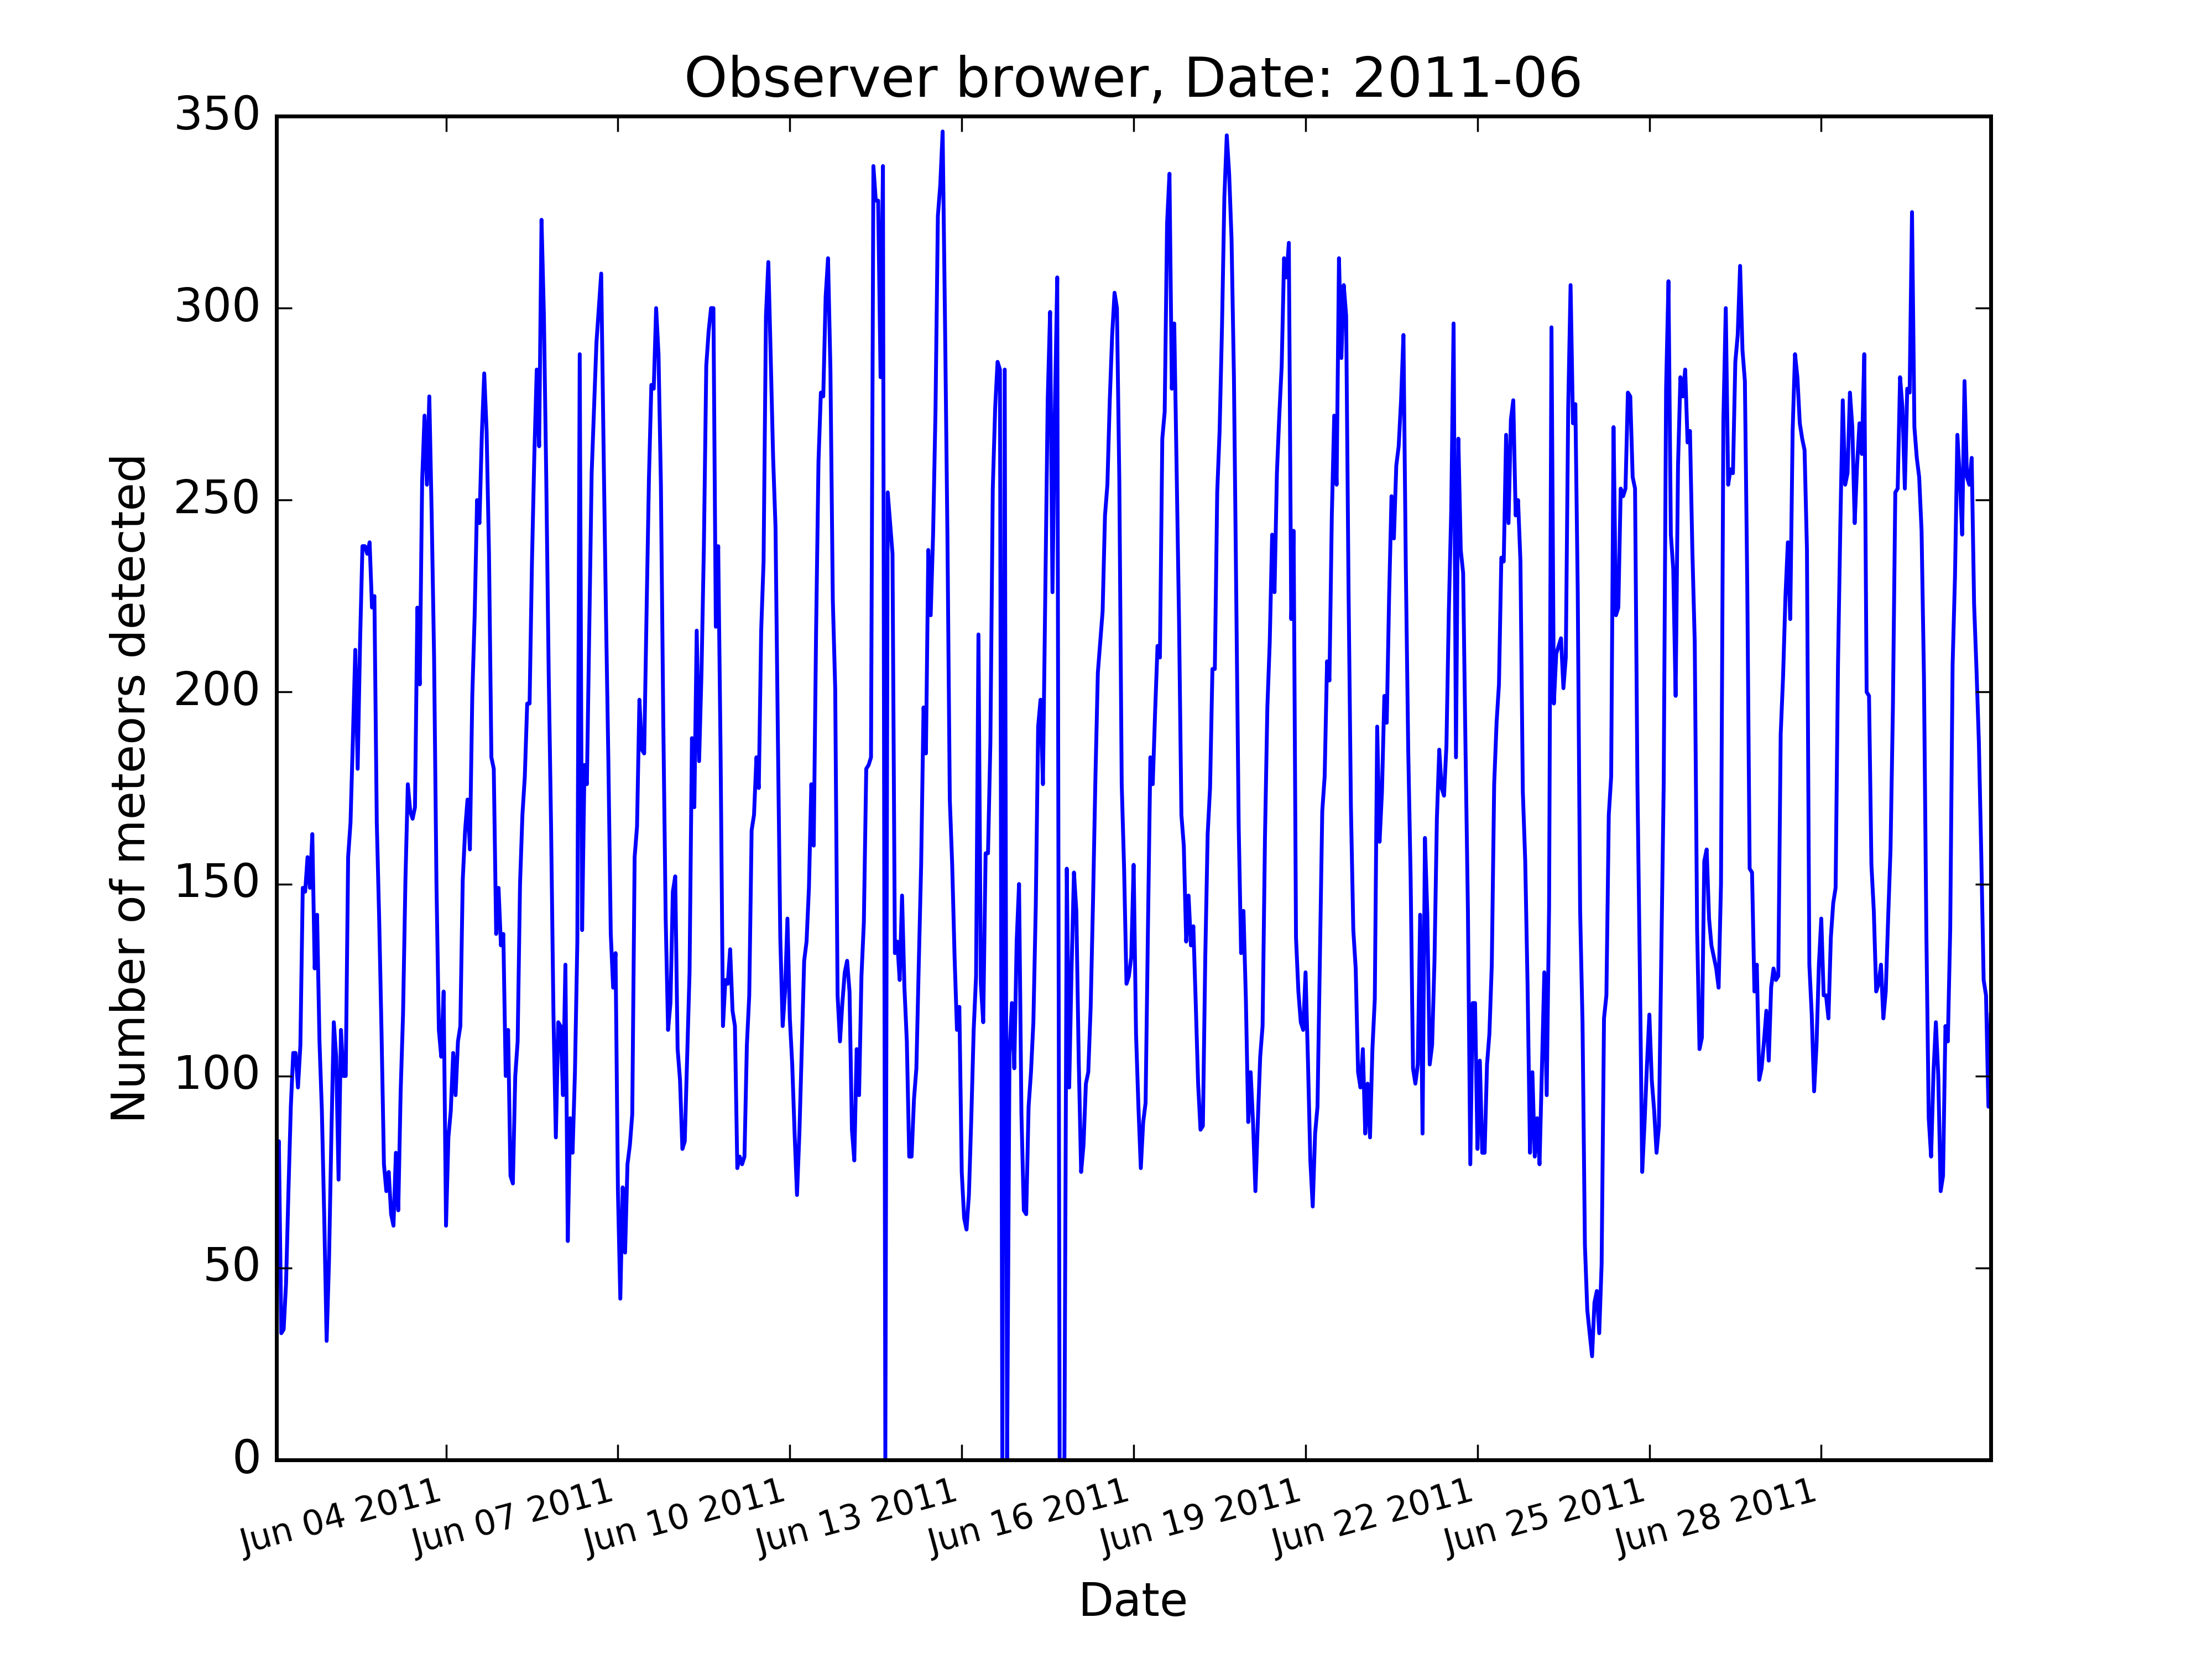 Observer brower, Date: 2011-06
Number of meteors detected
350
300
250
200
150
100
50
0
Jun 04 2011
Jun 07 2011
Jun 10 2011
Jun 13 2011
Jun 16 2011
Jun 19 2011
Jun 22 2011
Jun 25 2011
Jun 28 2011
Date